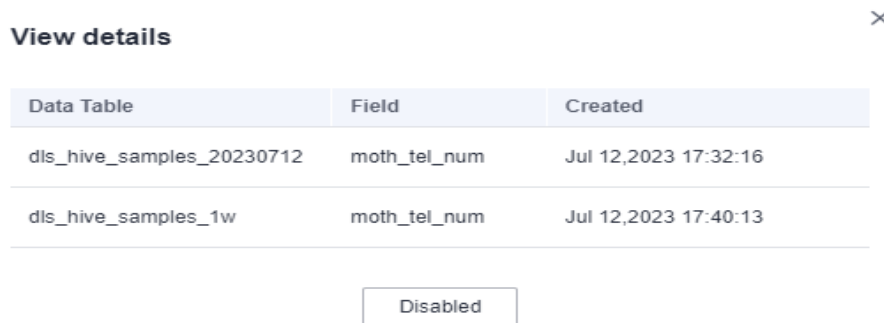 View details
Data Table Field Created
dls_hive_samples_20230712 moth_tel_num Jul 12,2023 17:32:16
dls_hive_samples_1w moth_tel_num Jul 12,2023 17:40:13
Disabled